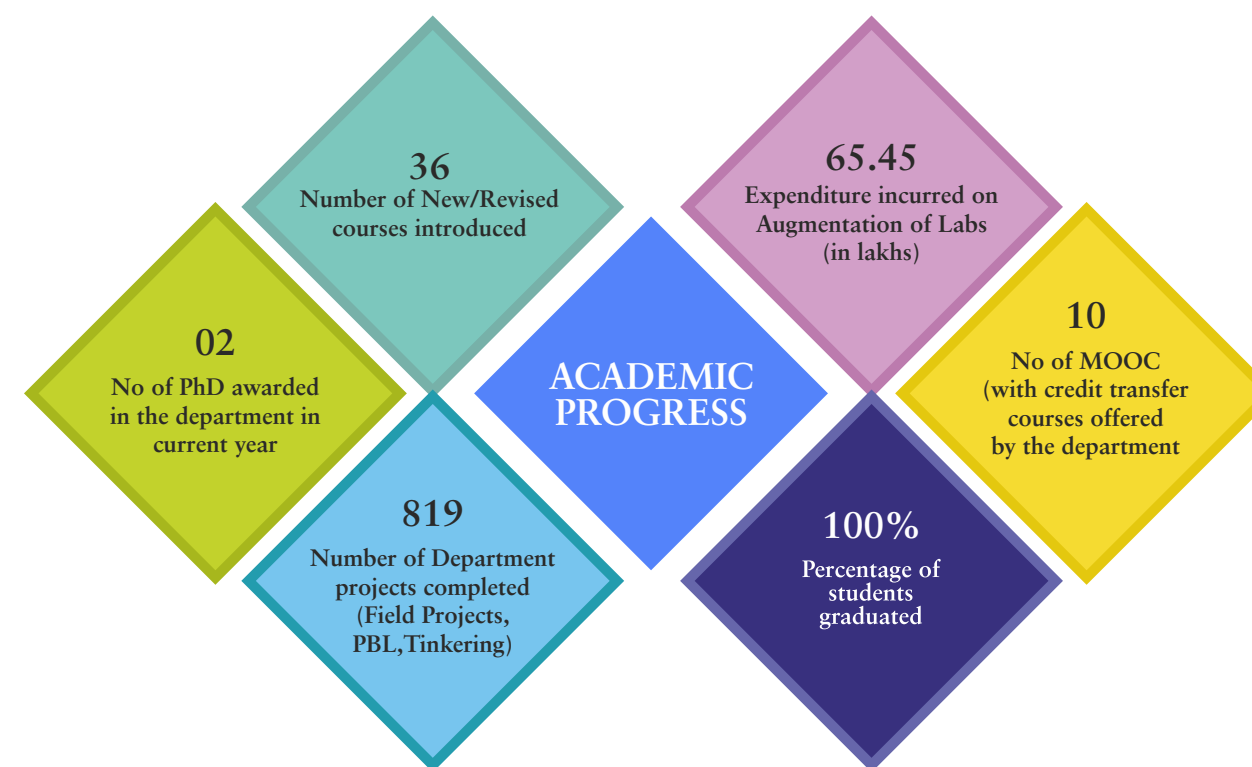 36
Number of New/Revised
courses introduced
65.45
Expenditure incurred on
Augmentation of Labs
(in lakhs)
02
No of PhD awarded
in the department in
current year
ACADEMIC
PROGRESS
10
No of MOOC
(with credit transfer
courses offered
by the department
819
Number of Department
projects completed
(Field Projects,
PBL,Tinkering)
100%
Percentage of
students
graduated